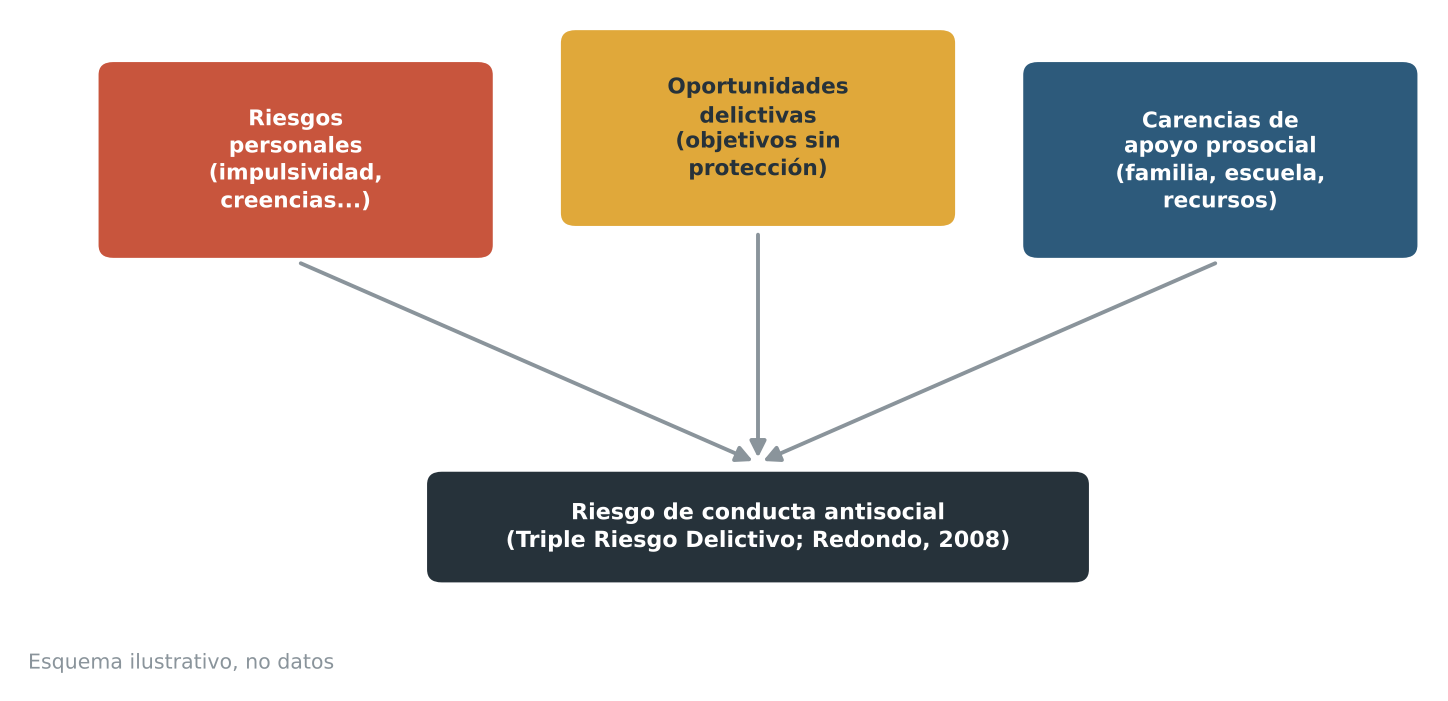 Riesgos
personales
(impulsividad,
creencias...)
Oportunidades
delictivas
(objetivos sin
protección)
Carencias de
apoyo prosocial
(familia, escuela,
recursos)
Riesgo de conducta antisocial
(Triple Riesgo Delictivo; Redondo, 2008)
Esquema ilustrativo, no datos